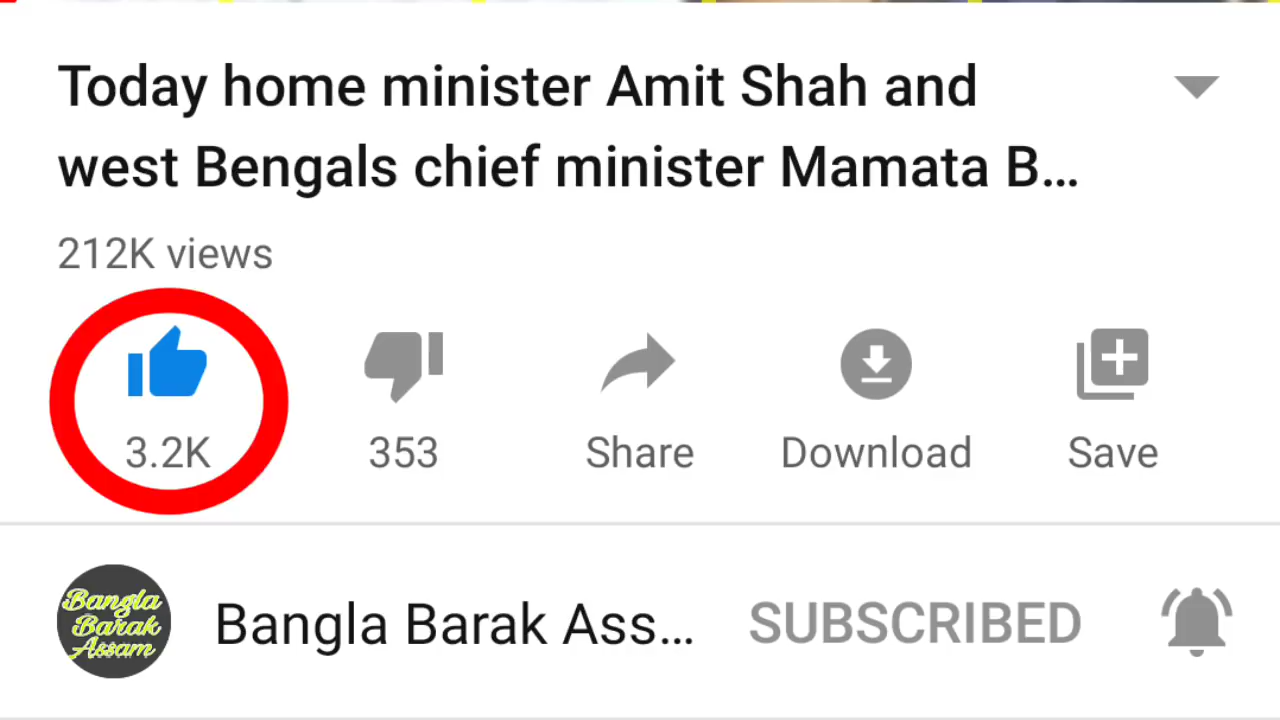 Today home minister Amit Shah and
west Bengals chief minister Mamata B...
212K views
3.2K
353
Share
Download
Save
Bangla
Barak
Assam
Bangla Barak Ass...
SUBSCRIBED